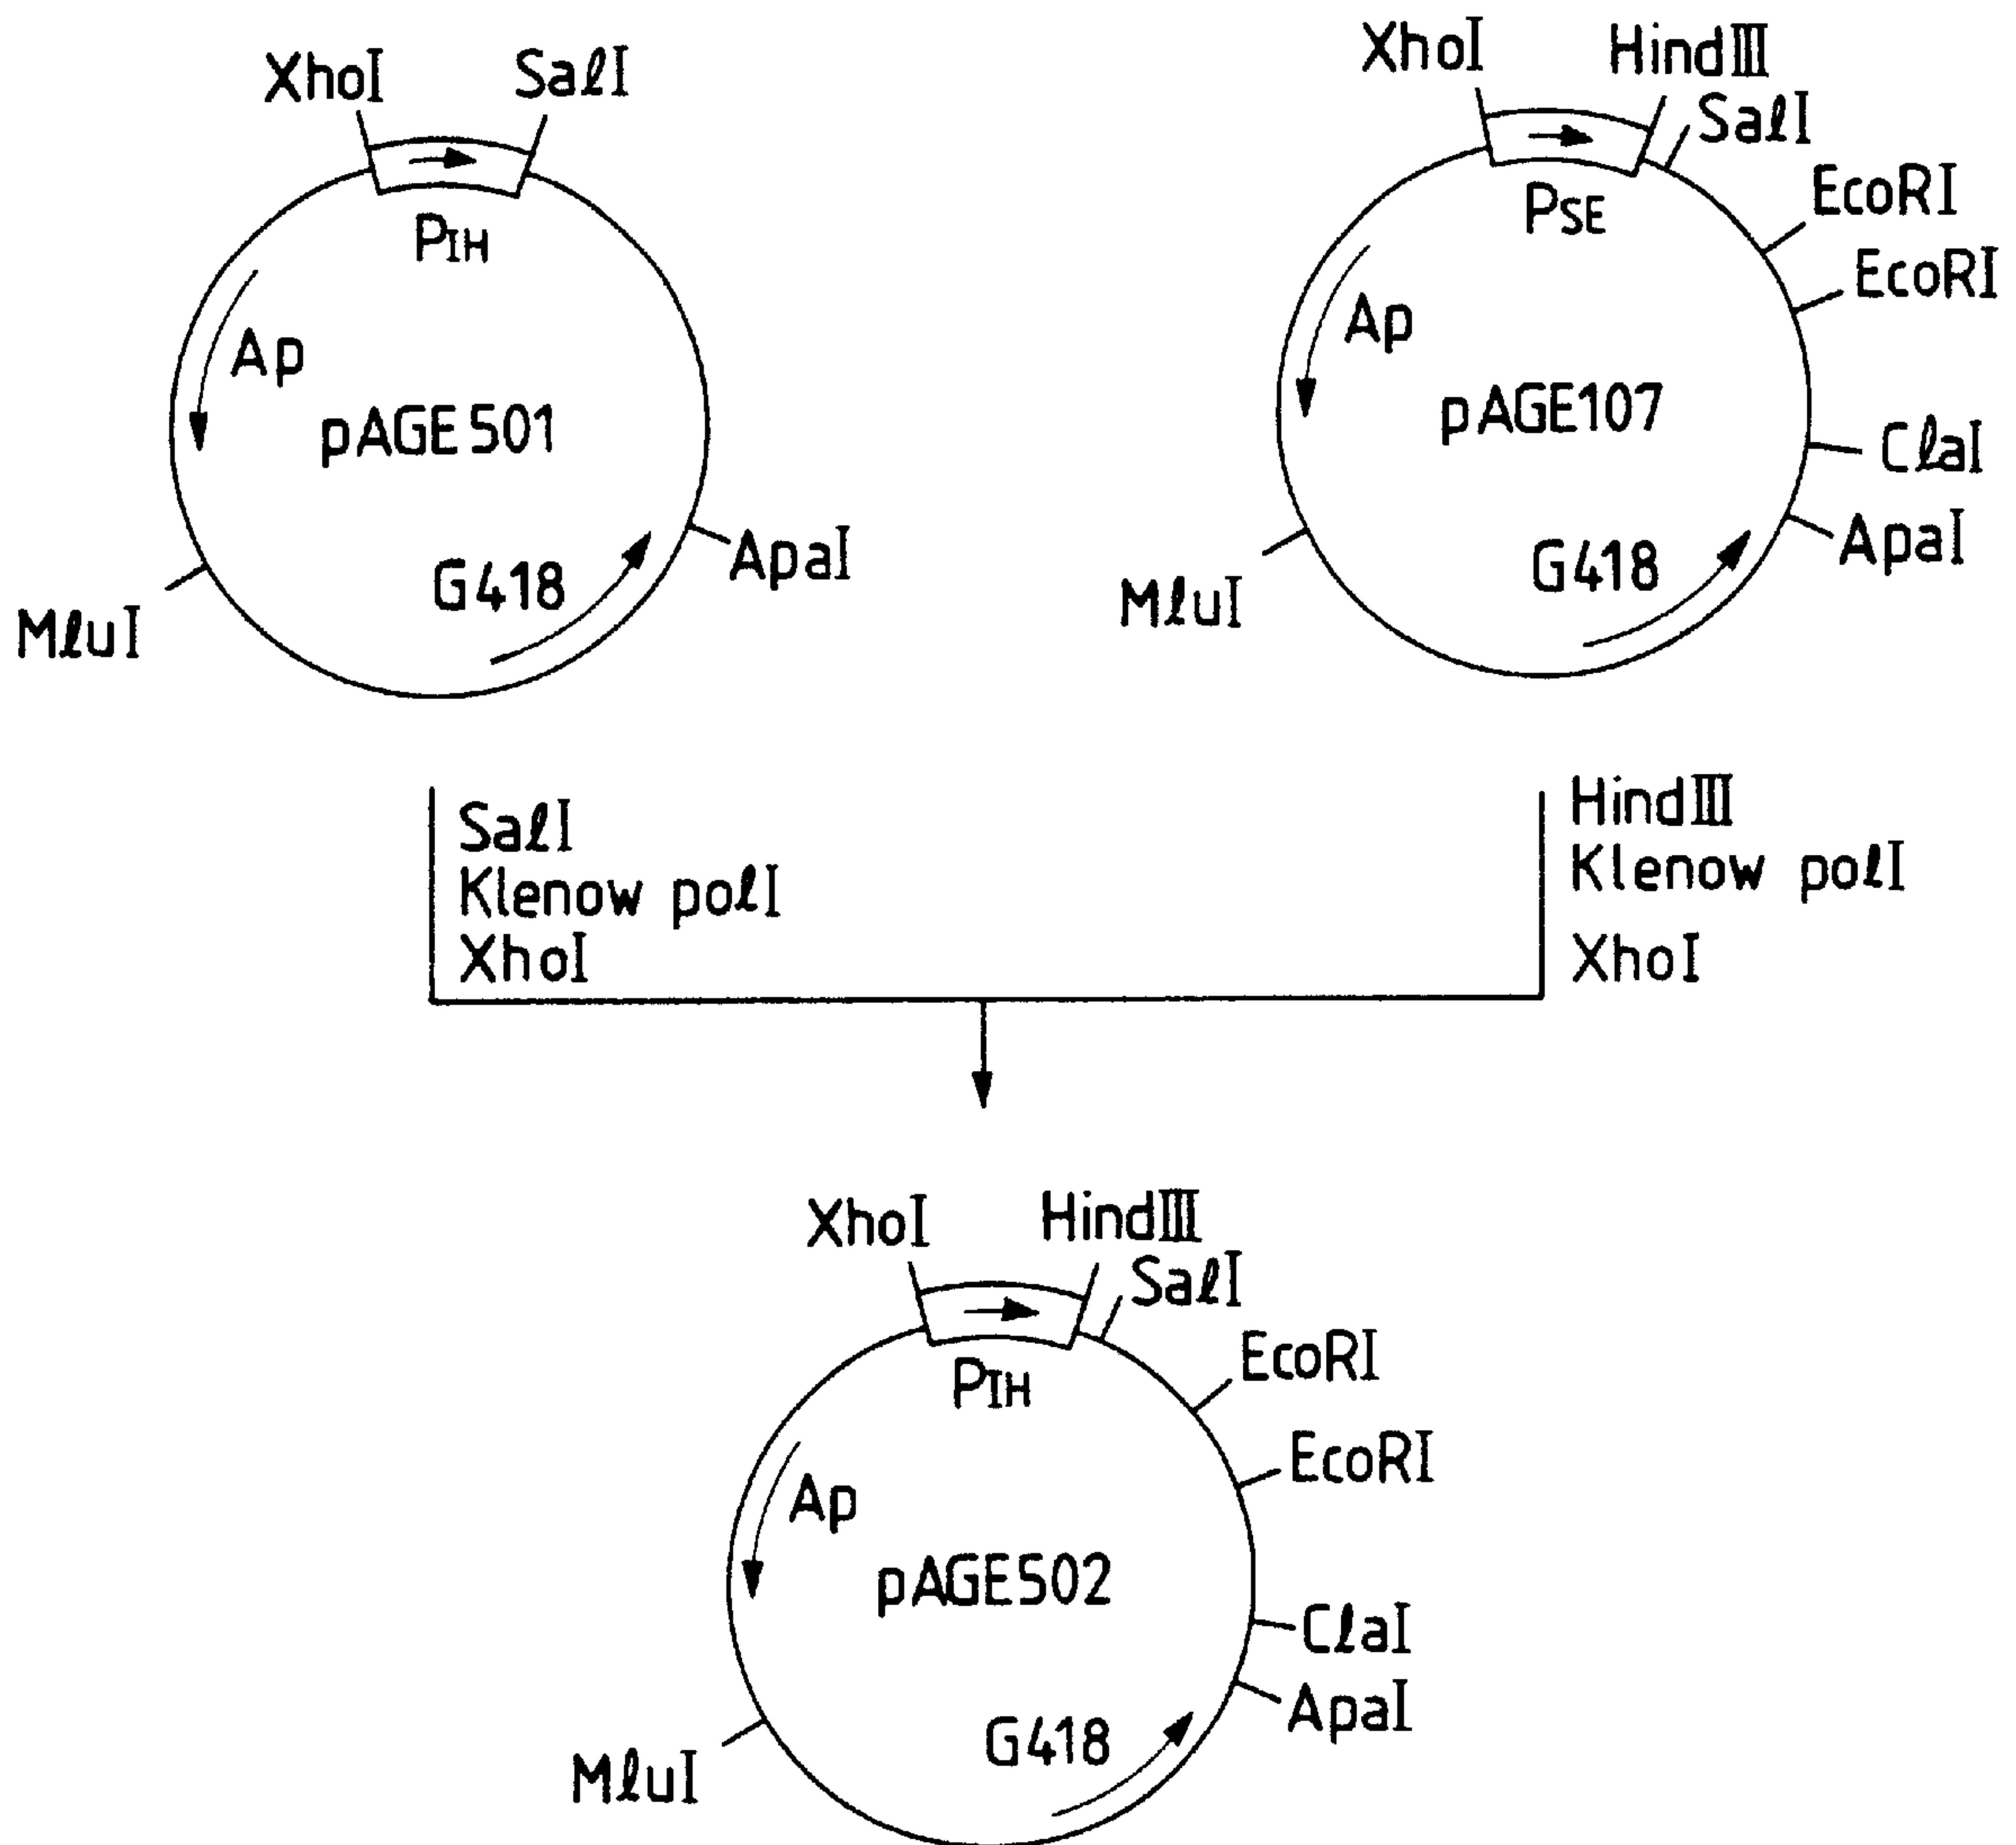 XhoI
SalI
PIH
Ap
pAGE501
G418
ApaI
MluI
XhoI
HindIII
SalI
PSE
EcoRI
EcoRI
Ap
pAGE107
ClaI
ApaI
G418
MluI
SalI
Klenow polI
XhoI
HindIII
Klenow polI
XhoI
XhoI
HindIII
SalI
PIH
EcoRI
EcoRI
Ap
pAGE502
ClaI
ApaI
G418
MluI